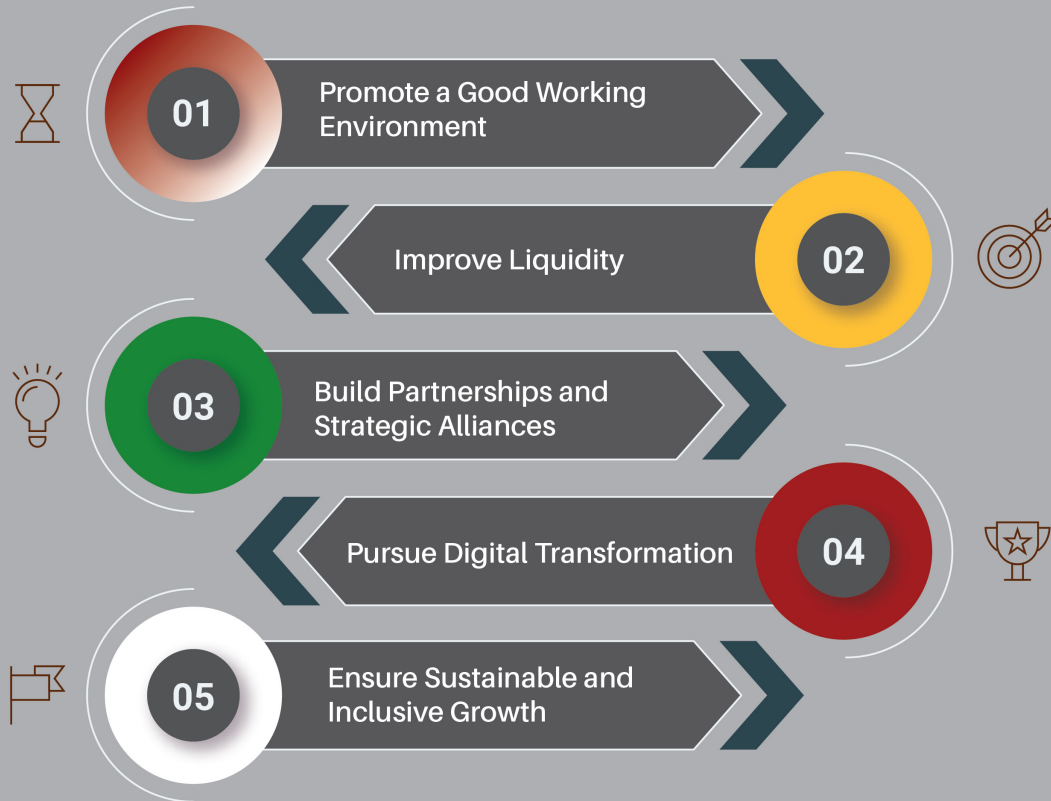 01
Promote a Good Working
Environment
Improve Liquidity
02
03
Build Partnerships and
Strategic Alliances
Pursue Digital Transformation
04
05
Ensure Sustainable and
Inclusive Growth